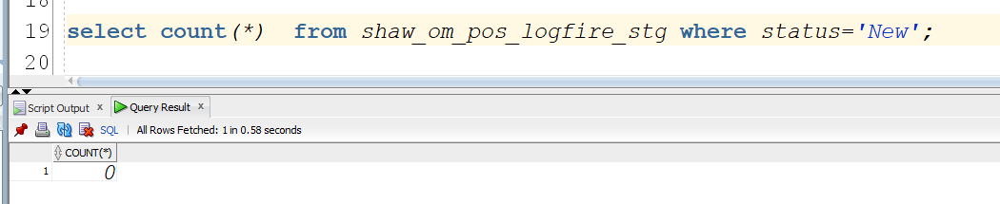 18
19 select count(*)  from shaw_om_pos_logfire_stg where status='New';
20
Script Output x Query Result x
SQL | All Rows Fetched: 1 in 0.58 seconds
COUNT(*)
1 0